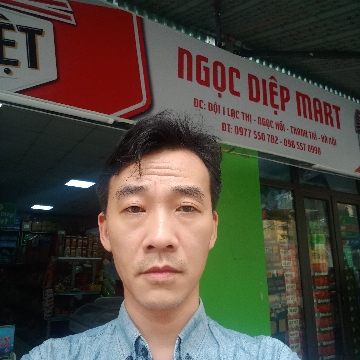 ỆT
NGỌC DIỆP MART
ĐC: ĐỘI 1 LẠC THỊ - NGỌC HỒI - THANH TRÌ - HÀ NỘI
ĐT: 0977 550 782 - 098 557 0998